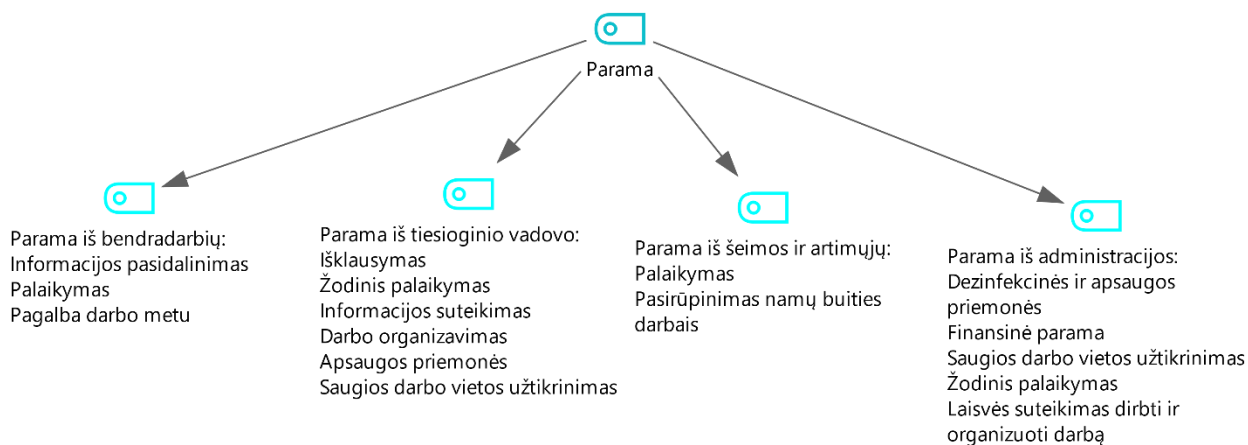 Parama
Parama iš bendradarbių:
Informacijos pasidalinimas
Palaikymas
Pagalba darbo metu
Parama iš tiesioginio vadovo:
Išklausymas
Žodinis palaikymas
Informacijos suteikimas
Darbo organizavimas
Apsaugos priemonės
Saugios darbo vietos užtikrinimas
Parama iš šeimos ir artimųjų:
Palaikymas
Pasirūpinimas namų buities
darbais
Parama iš administracijos:
Dezinfekcinės ir apsaugos
priemonės
Finansinė parama
Saugios darbo vietos užtikrinimas
Žodinis palaikymas
Laisvės suteikimas dirbti ir
organizuoti darbą